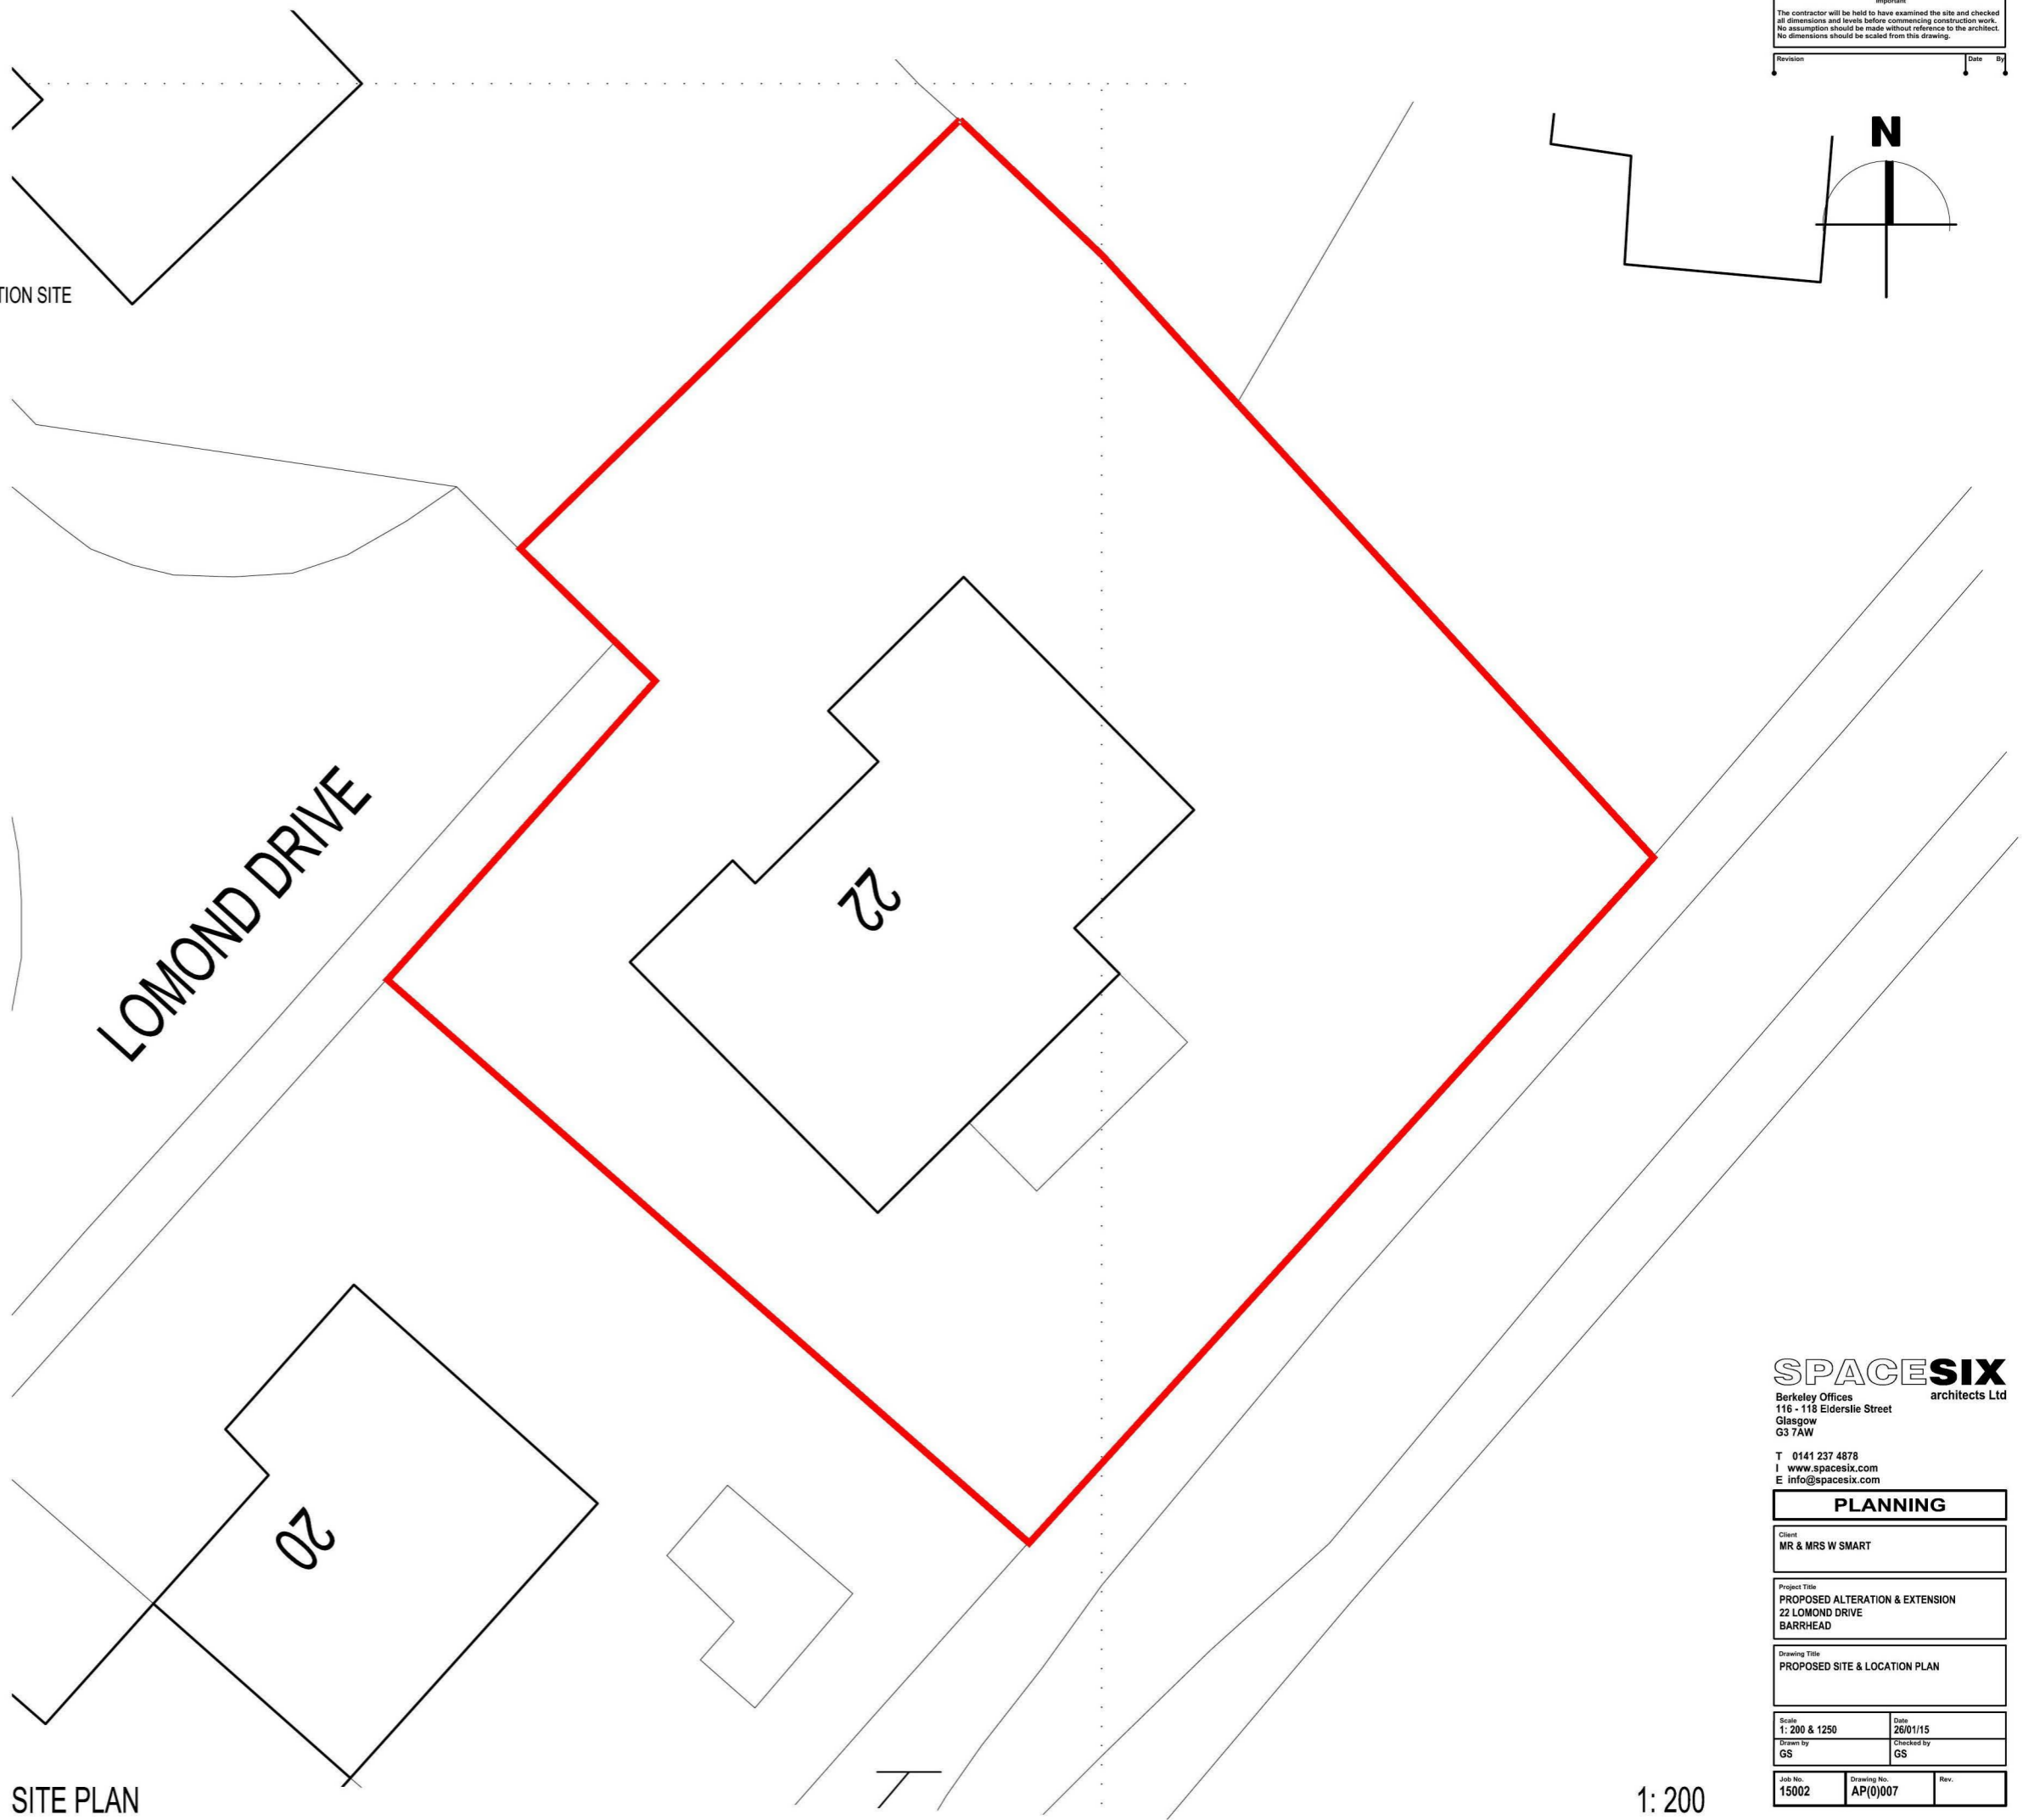 Important
The contractor will be held to have examined the site and checked
all dimensions and levels before commencing construction work.
No assumption should be made without reference to the architect.
No dimensions should be scaled from this drawing.
Revision Date By
N
TION SITE
LOMOND DRIVE
22
20
SPACESIX
architects Ltd
Berkeley Offices
116 - 118 Elderslie Street
Glasgow
G3 7AW
T 0141 237 4878
I www.spacesix.com
E info@spacesix.com
PLANNING
Client
MR & MRS W SMART
Project Title
PROPOSED ALTERATION & EXTENSION
22 LOMOND DRIVE
BARRHEAD
Drawing Title
PROPOSED SITE & LOCATION PLAN
Scale Date
1: 200 & 1250 26/01/15
Drawn by Checked by
GS GS
Job No. Drawing No. Rev.
15002 AP(0)007
SITE PLAN
1: 200